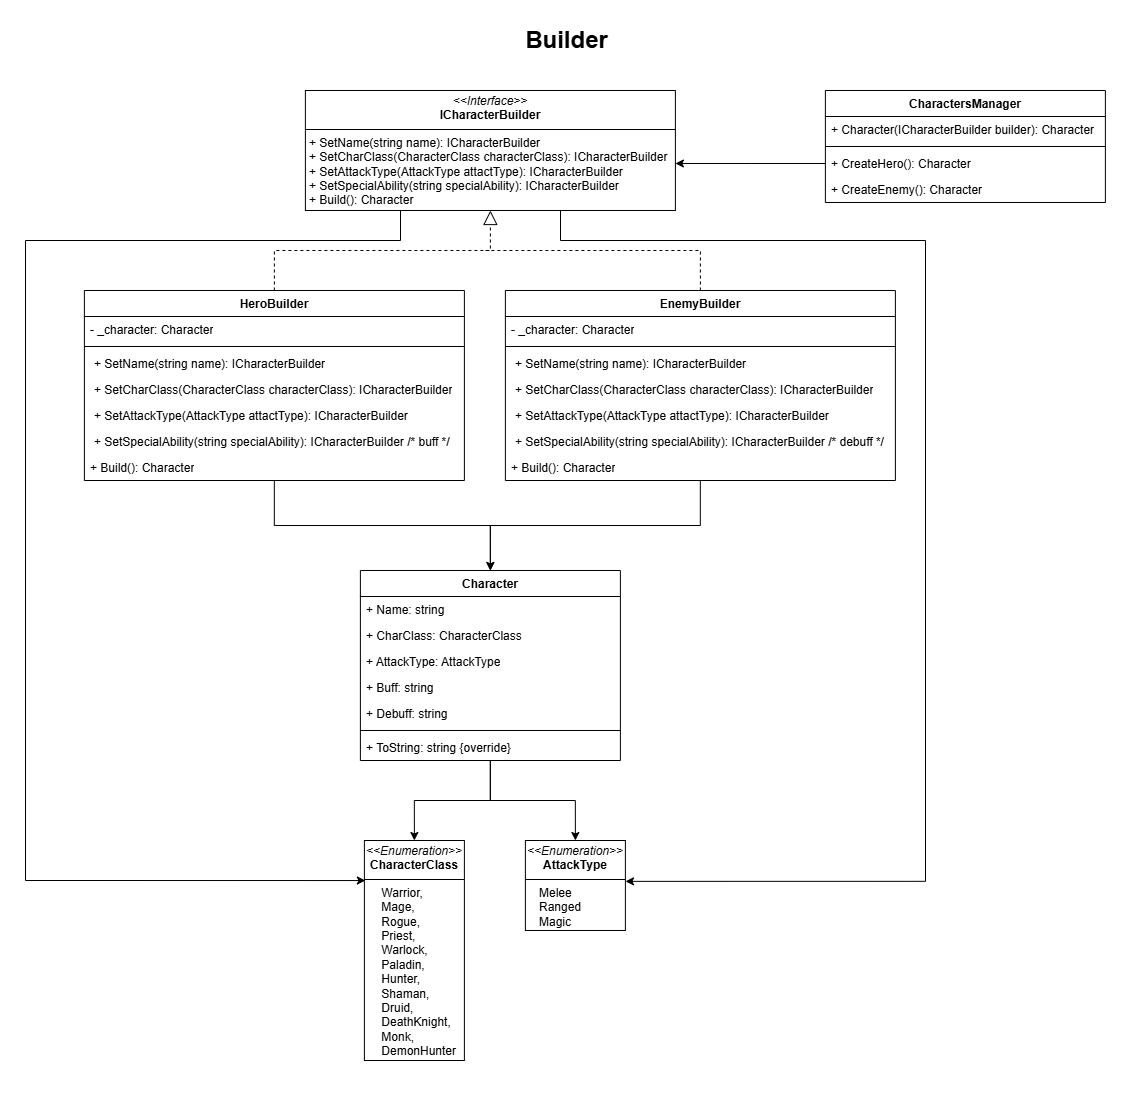 Builder
<<Interface>>
ICharacterBuilder
+ SetName(string name): ICharacterBuilder
+ SetCharClass(CharacterClass characterClass): ICharacterBuilder
+ SetAttackType(AttackType attactType): ICharacterBuilder
+ SetSpecialAbility(string specialAbility): ICharacterBuilder
+ Build(): Character
CharactersManager
+ Character(ICharacterBuilder builder): Character
+ CreateHero(): Character
+ CreateEnemy(): Character
HeroBuilder
- _character: Character
+ SetName(string name): ICharacterBuilder
+ SetCharClass(CharacterClass characterClass): ICharacterBuilder
+ SetAttackType(AttackType attactType): ICharacterBuilder
+ SetSpecialAbility(string specialAbility): ICharacterBuilder /* buff */
+ Build(): Character
EnemyBuilder
- _character: Character
+ SetName(string name): ICharacterBuilder
+ SetCharClass(CharacterClass characterClass): ICharacterBuilder
+ SetAttackType(AttackType attactType): ICharacterBuilder
+ SetSpecialAbility(string specialAbility): ICharacterBuilder /* debuff */
+ Build(): Character
Character
+ Name: string
+ CharClass: CharacterClass
+ AttackType: AttackType
+ Buff: string
+ Debuff: string
+ ToString: string {override}
<<Enumeration>>
CharacterClass
Warrior,
Mage,
Rogue,
Priest,
Warlock,
Paladin,
Hunter,
Shaman,
Druid,
DeathKnight,
Monk,
DemonHunter
<<Enumeration>>
AttackType
Melee
Ranged
Magic